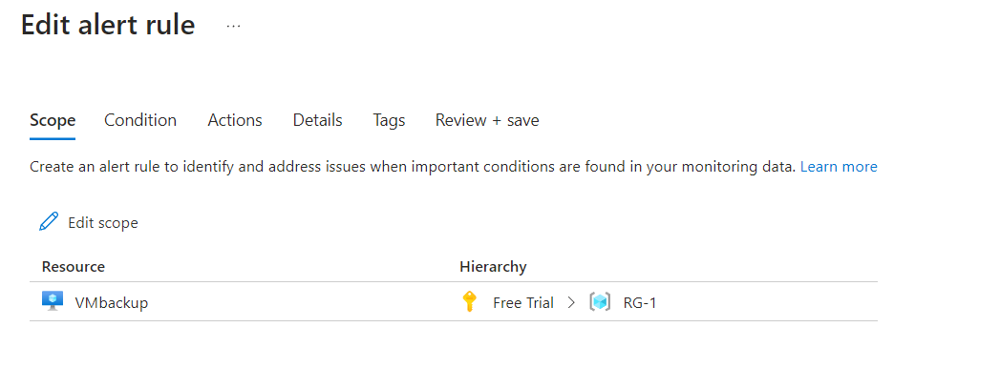 Edit alert rule ...
Scope Condition Actions Details Tags Review + save
Create an alert rule to identify and address issues when important conditions are found in your monitoring data. Learn more
Edit scope
Resource Hierarchy
VMbackup Free Trial > RG-1